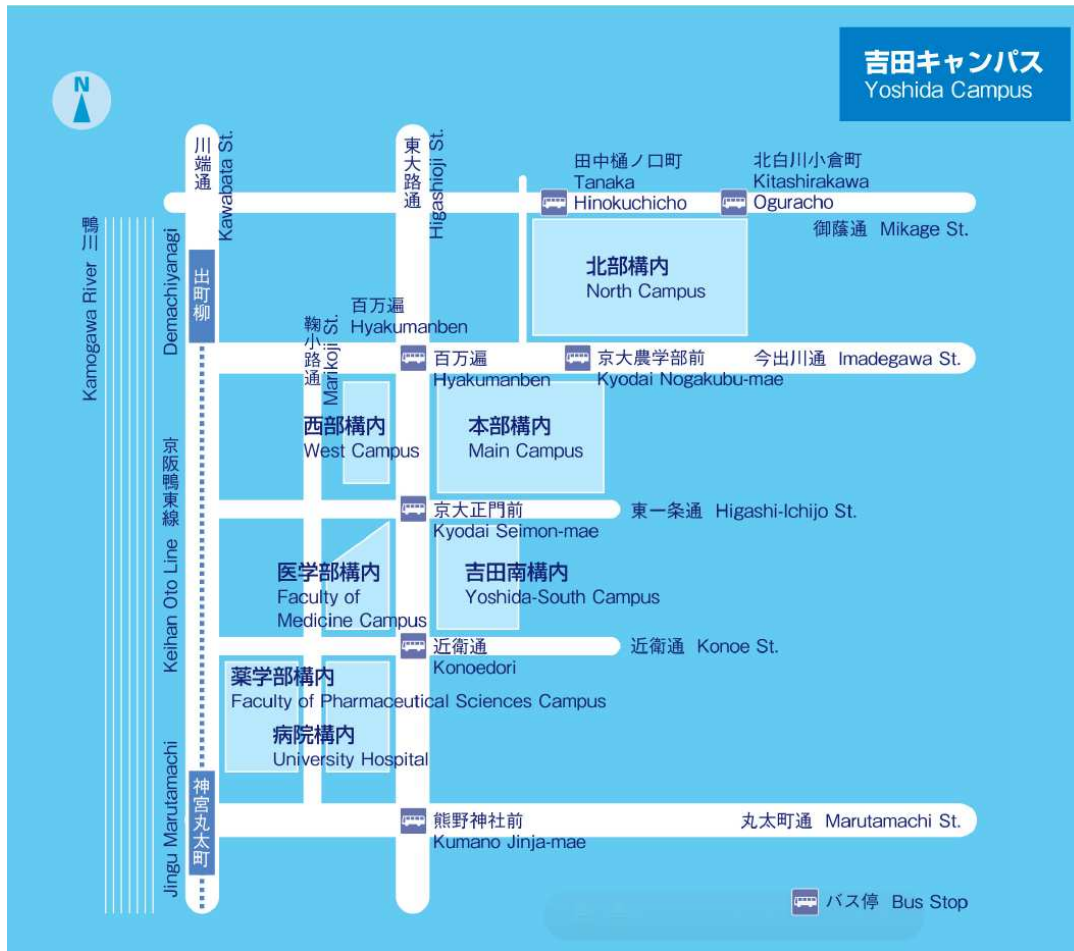 吉田キャンパス
Yoshida Campus
N
川端通
Kawabata St.
東大路通
Higashioji St.
田中樋ノ口町
Tanaka
Hinokuchicho
北白川小倉町
Kitashirakawa
Oguracho
御蔭通 Mikage St.
鴨川
Kamogawa River
出町柳
Demachiyanagi
北部構内
North Campus
百万遍
Hyakumanben
鞠小路通
Marikoji St.
百万遍
Hyakumanben
京大農学部前
Kyodai Nogakubu-mae
今出川通 Imadegawa St.
西部構内
West Campus
本部構内
Main Campus
京阪鴨東線
Keihan Oto Line
京大正門前
Kyodai Seimon-mae
東一条通 Higashi-Ichijo St.
医学部構内
Faculty of
Medicine Campus
吉田南構内
Yoshida-South Campus
近衛通
Konoedori
近衛通 Konoe St.
薬学部構内
Faculty of Pharmaceutical Sciences Campus
病院構内
University Hospital
神宮丸太町
Jingu Marutamachi
熊野神社前
Kumano Jinja-mae
丸太町通 Marutamachi St.
バス停 Bus Stop